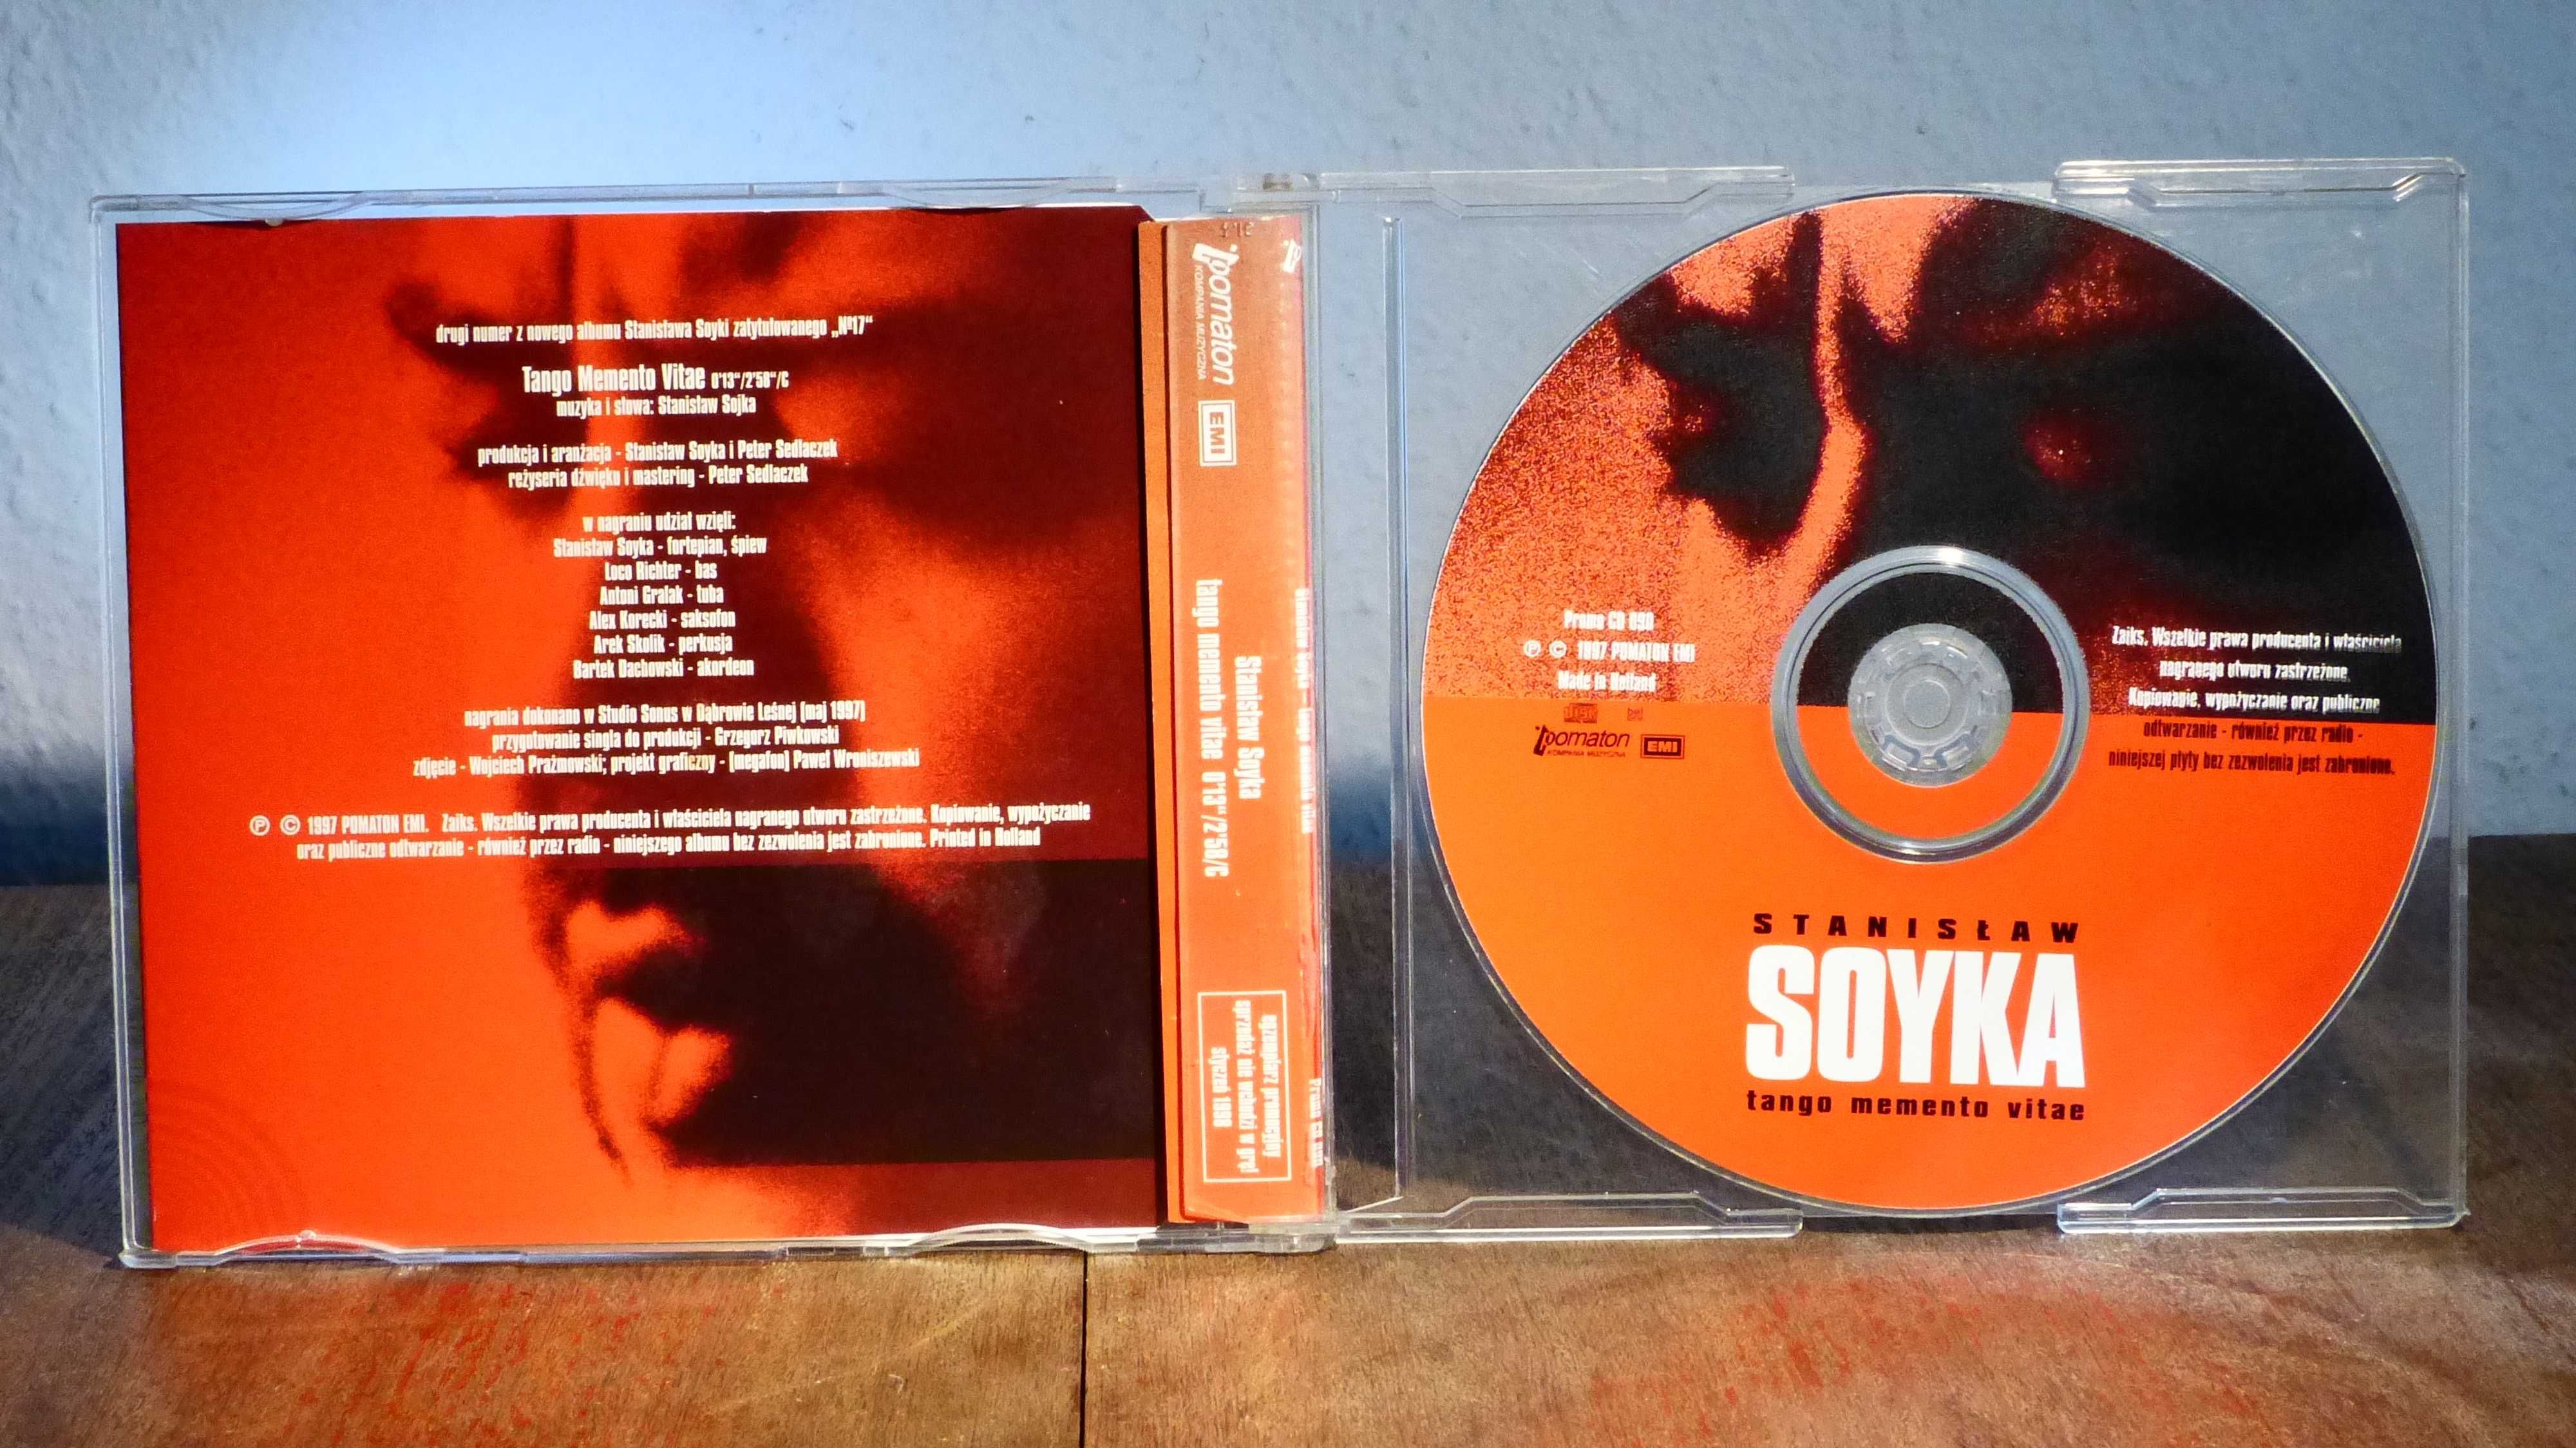 drugi numer z nowego albumu Stanisława Soyki zatytułowanego „Nº17“
Tango Memento Vitae 0'13“/2'58“/C
muzyka i słowa: Stanisław Sojka
produkcja i aranżacja - Stanisław Soyka i Peter Sedlaczek
reżyseria dźwięku i mastering - Peter Sedlaczek
w nagraniu udział wzięli:
Stanisław Soyka - fortepian, śpiew
Loco Richter - bas
Antoni Gralak - tuba
Alex Korecki - saksofon
Arek Skolik - perkusja
Bartek Dachowski - akordeon
nagrania dokonano w Studio Sonus w Dąbrowie Leśnej (maj 1997)
przygotowanie singla do produkcji - Grzegorz Piwkowski
zdjęcie - Wojciech Prażmowski; projekt graficzny - [megafon] Paweł Wroniszewski
Ⓟ © 1997 POMATON EMI. Zaiks. Wszelkie prawa producenta i właściciela nagranego utworu zastrzeżone. Kopiowanie, wypożyczanie
oraz publiczne odtwarzanie - również przez radio - niniejszego albumu bez zezwolenia jest zabronione. Printed in Holland
pomaton
KOMPANIA MUZYCZNA
EMI
Stanisław Soyka
tango memento vitae 0'13“/2'58/C
egzemplarz promocyjny
sprzedaż nie wchodzi w grę!
styczeń 1998
Promo CD 090
Ⓟ © 1997 POMATON EMI
Made in Holland
pomaton
KOMPANIA MUZYCZNA
EMI
Zaiks. Wszelkie prawa producenta i właściciela
nagranego utworu zastrzeżone.
Kopiowanie, wypożyczanie oraz publiczne
odtwarzanie - również przez radio -
niniejszej płyty bez zezwolenia jest zabronione.
STANISŁAW
SOYKA
tango memento vitae